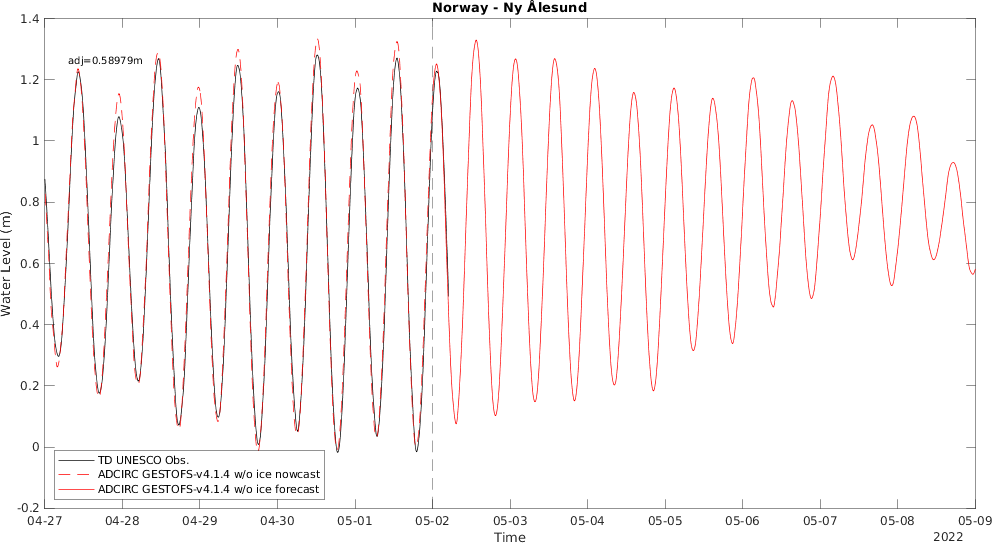 Norway - Ny Ålesund
1.4
adj=0.58979m
1.2
1
0.8
0.6
0.4
0.2
0
-0.2
Water Level (m)
TD UNESCO Obs.
ADCIRC GESTOFS-v4.1.4 w/o ice nowcast
ADCIRC GESTOFS-v4.1.4 w/o ice forecast
04-27 04-28 04-29 04-30 05-01 05-02 05-03 05-04 05-05 05-06 05-07 05-08 05-09
Time
2022